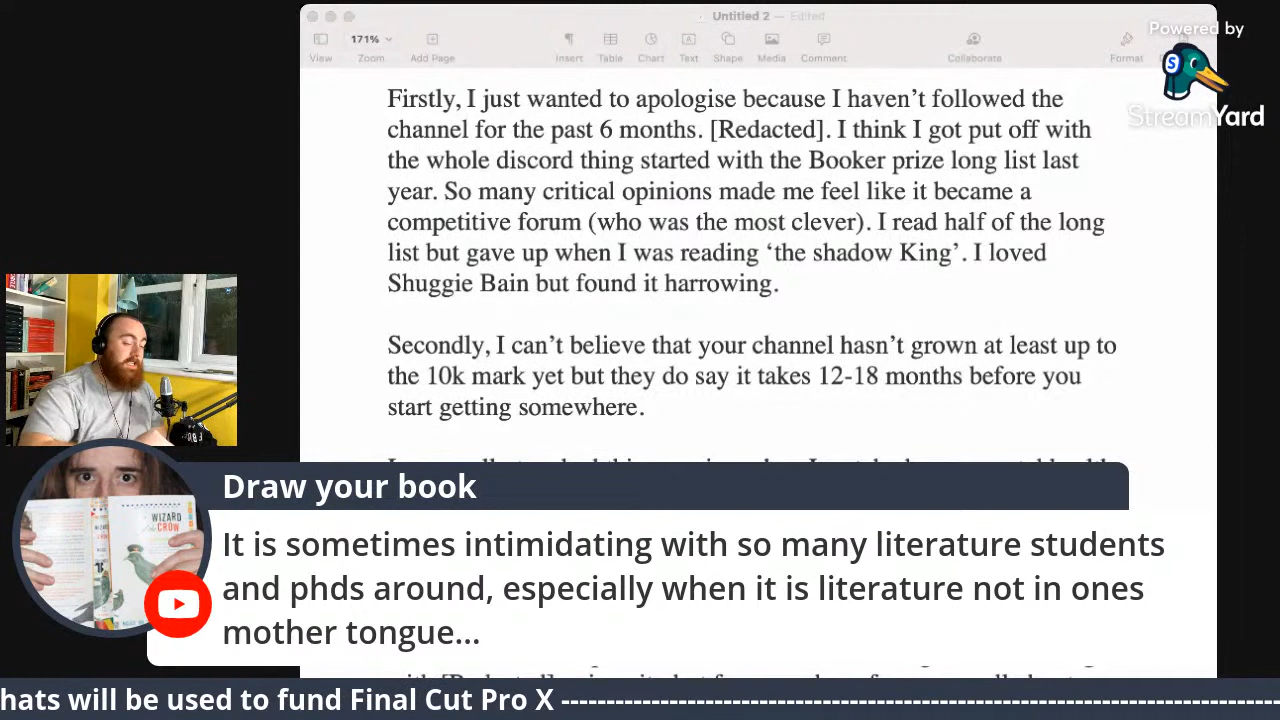 Untitled 2 — Edited
171%
View
Zoom
Add Page
Insert
Table
Chart
Text
Shape
Media
Comment
Collaborate
Format
Powered by
StreamYard
Firstly, I just wanted to apologise because I haven’t followed the
channel for the past 6 months. [Redacted]. I think I got put off with
the whole discord thing started with the Booker prize long list last
year. So many critical opinions made me feel like it became a
competitive forum (who was the most clever). I read half of the long
list but gave up when I was reading ‘the shadow King’. I loved
Shuggie Bain but found it harrowing.
Secondly, I can’t believe that your channel hasn’t grown at least up to
the 10k mark yet but they do say it takes 12-18 months before you
start getting somewhere.
WIZARD
CROW
Draw your book
It is sometimes intimidating with so many literature students
and phds around, especially when it is literature not in ones
mother tongue...
hats will be used to fund Final Cut Pro X